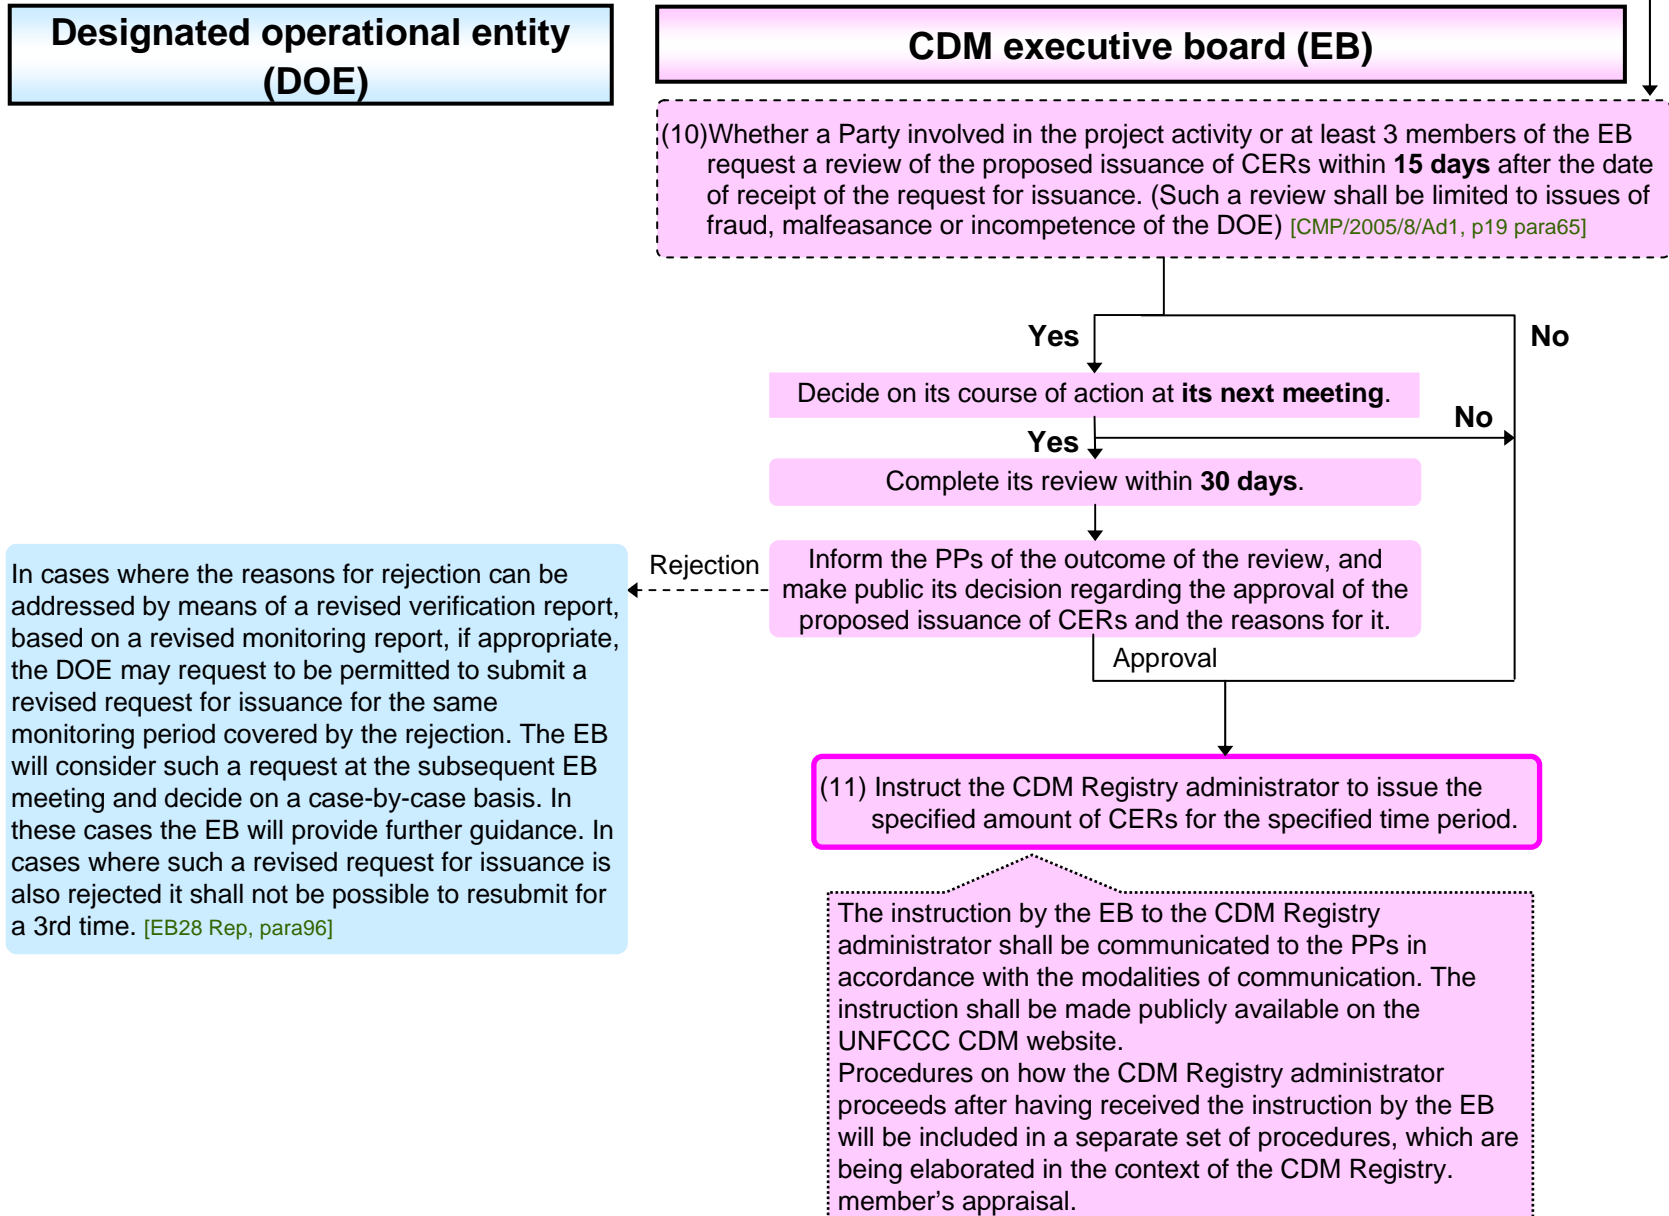 Designated operational entity
(DOE)
CDM executive board (EB)
(10)Whether a Party involved in the project activity or at least 3 members of the EB
request a review of the proposed issuance of CERs within 15 days after the date
of receipt of the request for issuance. (Such a review shall be limited to issues of
fraud, malfeasance or incompetence of the DOE) [CMP/2005/8/Ad1, p19 para65]
Yes
No
Decide on its course of action at its next meeting.
No
Yes
Complete its review within 30 days.
Rejection
Inform the PPs of the outcome of the review, and
make public its decision regarding the approval of the
proposed issuance of CERs and the reasons for it.
Approval
In cases where the reasons for rejection can be
addressed by means of a revised verification report,
based on a revised monitoring report, if appropriate,
the DOE may request to be permitted to submit a
revised request for issuance for the same
monitoring period covered by the rejection. The EB
will consider such a request at the subsequent EB
meeting and decide on a case-by-case basis. In
these cases the EB will provide further guidance. In
cases where such a revised request for issuance is
also rejected it shall not be possible to resubmit for
a 3rd time. [EB28 Rep, para96]
(11) Instruct the CDM Registry administrator to issue the
specified amount of CERs for the specified time period.
The instruction by the EB to the CDM Registry
administrator shall be communicated to the PPs in
accordance with the modalities of communication. The
instruction shall be made publicly available on the
UNFCCC CDM website.
Procedures on how the CDM Registry administrator
proceeds after having received the instruction by the EB
will be included in a separate set of procedures, which are
being elaborated in the context of the CDM Registry.
member's appraisal.